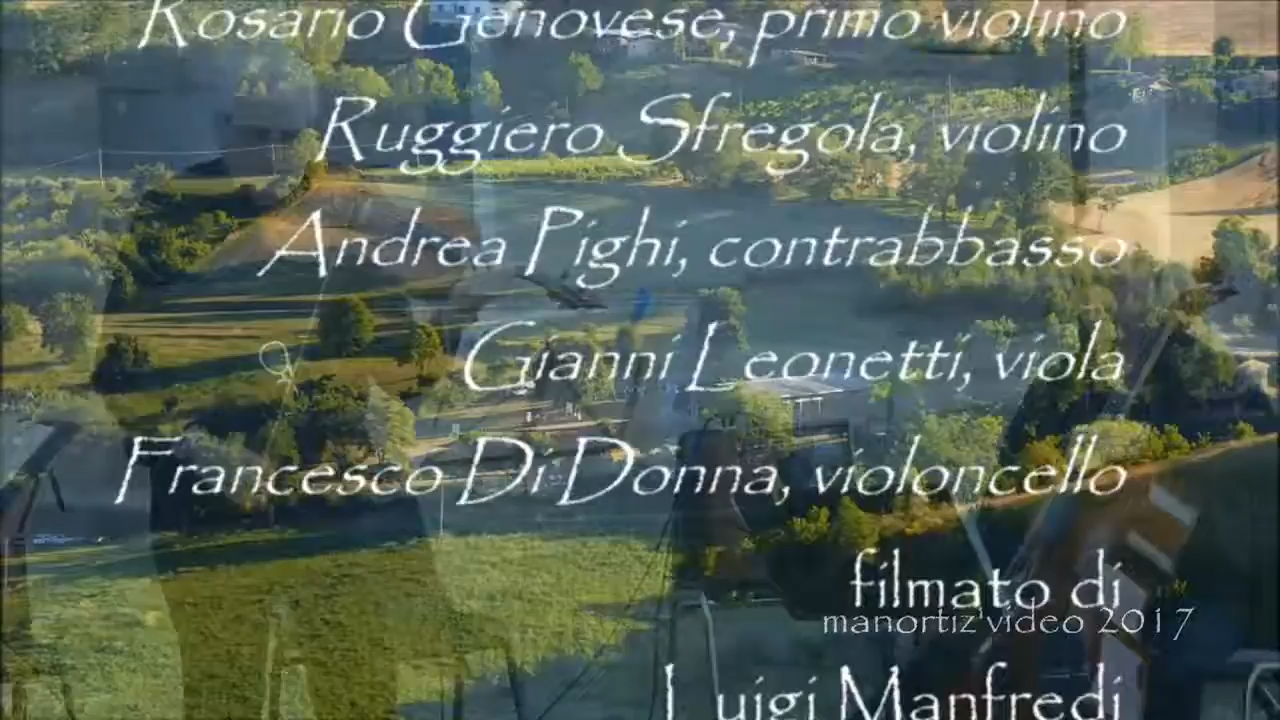 Rosario Genovese, primo violino
Ruggiero Sfregola, violino
Andrea Pighi, contrabbasso
Gianni Leonetti, viola
Francesco Di Donna, violoncello
filmato di
manortiz video 2017
Luigi Manfredi